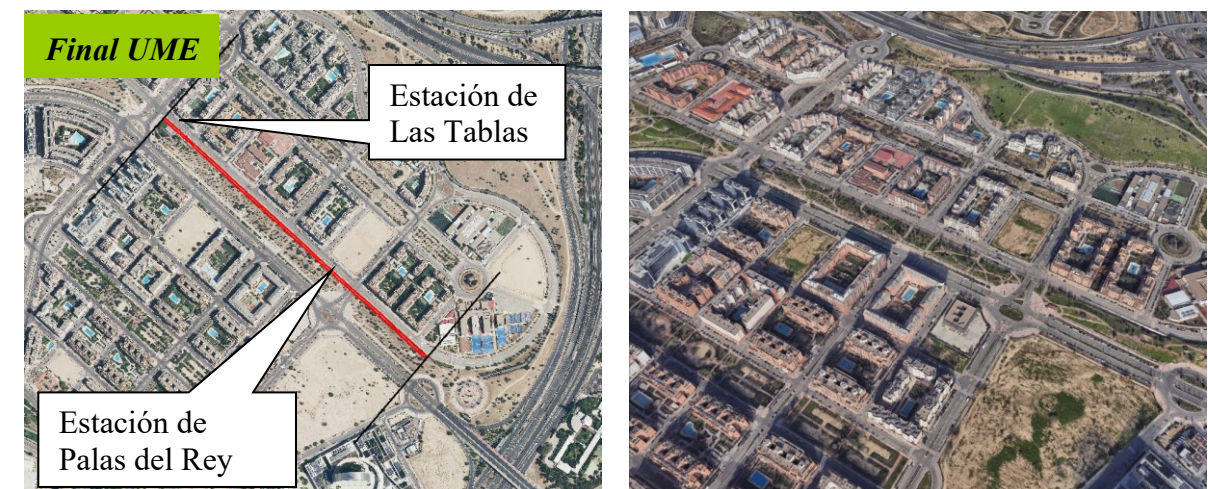 Final UME
Estación de
Las Tablas
Estación de
Palas del Rey